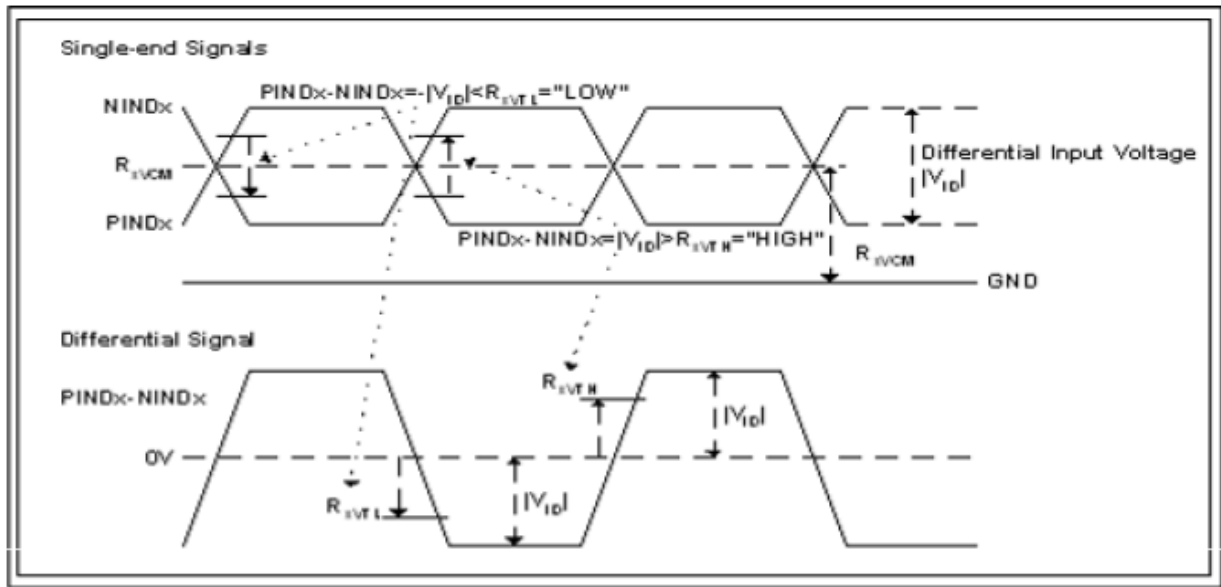 Single-end Signals
PINDx-NINDx=-|VID|<RxVTL="LOW"
NINDx
RxVCM
PINDx
Differential Input Voltage
|VID|
PINDx-NINDx=|VID|>RxVTH="HIGH"
RxVCM
GND
Differential Signal
PINDx-NINDx
RxVTH
|VID|
0V
RxVTL
|VID|